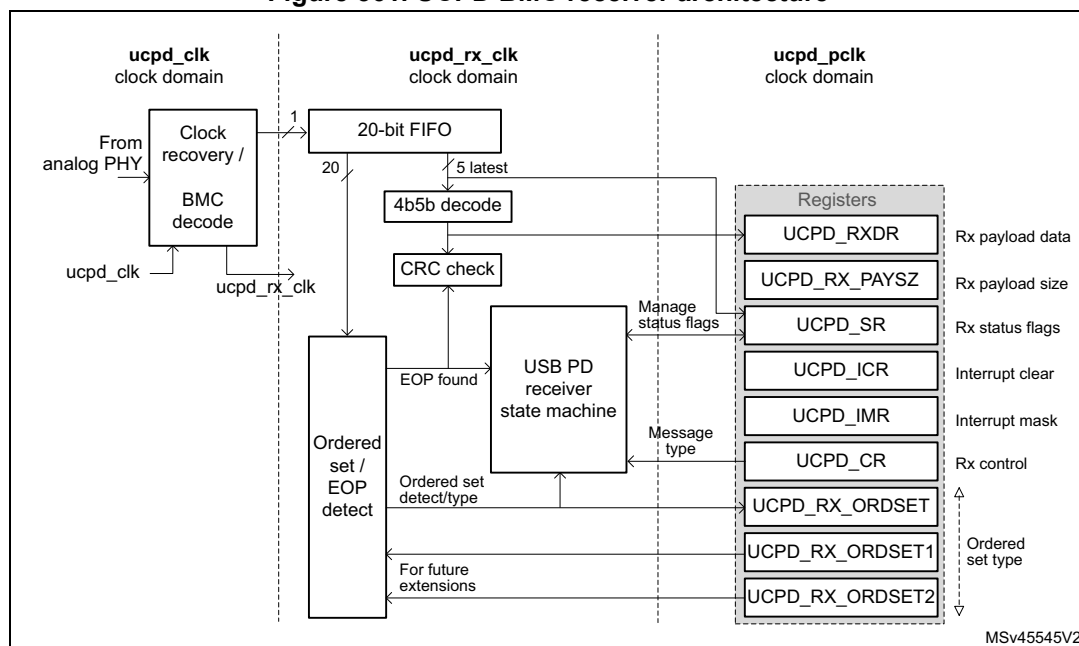 ucpd_clk
clock domain
ucpd_rx_clk
clock domain
ucpd_pclk
clock domain
From
analog PHY
Clock
recovery /
BMC
decode
1
20-bit FIFO
20
5 latest
4b5b decode
CRC check
ucpd_clk
ucpd_rx_clk
Registers
UCPD_RXDR
Rx payload data
UCPD_RX_PAYSZ
Rx payload size
Manage
status flags
UCPD_SR
Rx status flags
UCPD_ICR
Interrupt clear
UCPD_IMR
Interrupt mask
Message
type
UCPD_CR
Rx control
EOP found
USB PD
receiver
state machine
Ordered
set /
EOP
detect
Ordered set
detect/type
UCPD_RX_ORDSET
UCPD_RX_ORDSET1
Ordered
set type
For future
extensions
UCPD_RX_ORDSET2
MSv45545V2